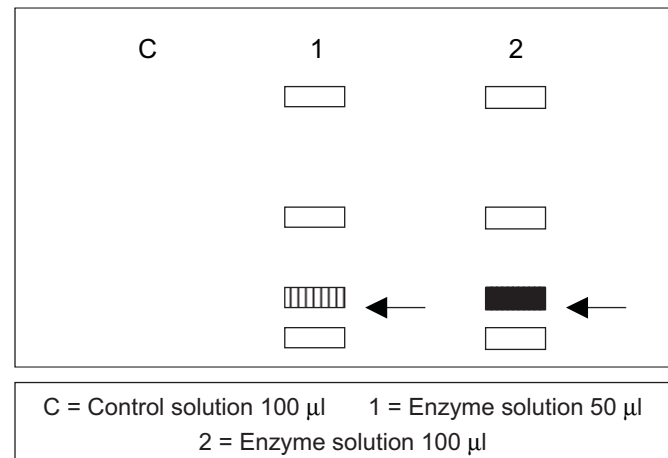 C 1 2
C = Control solution 100 μl 1 = Enzyme solution 50 μl
2 = Enzyme solution 100 μl